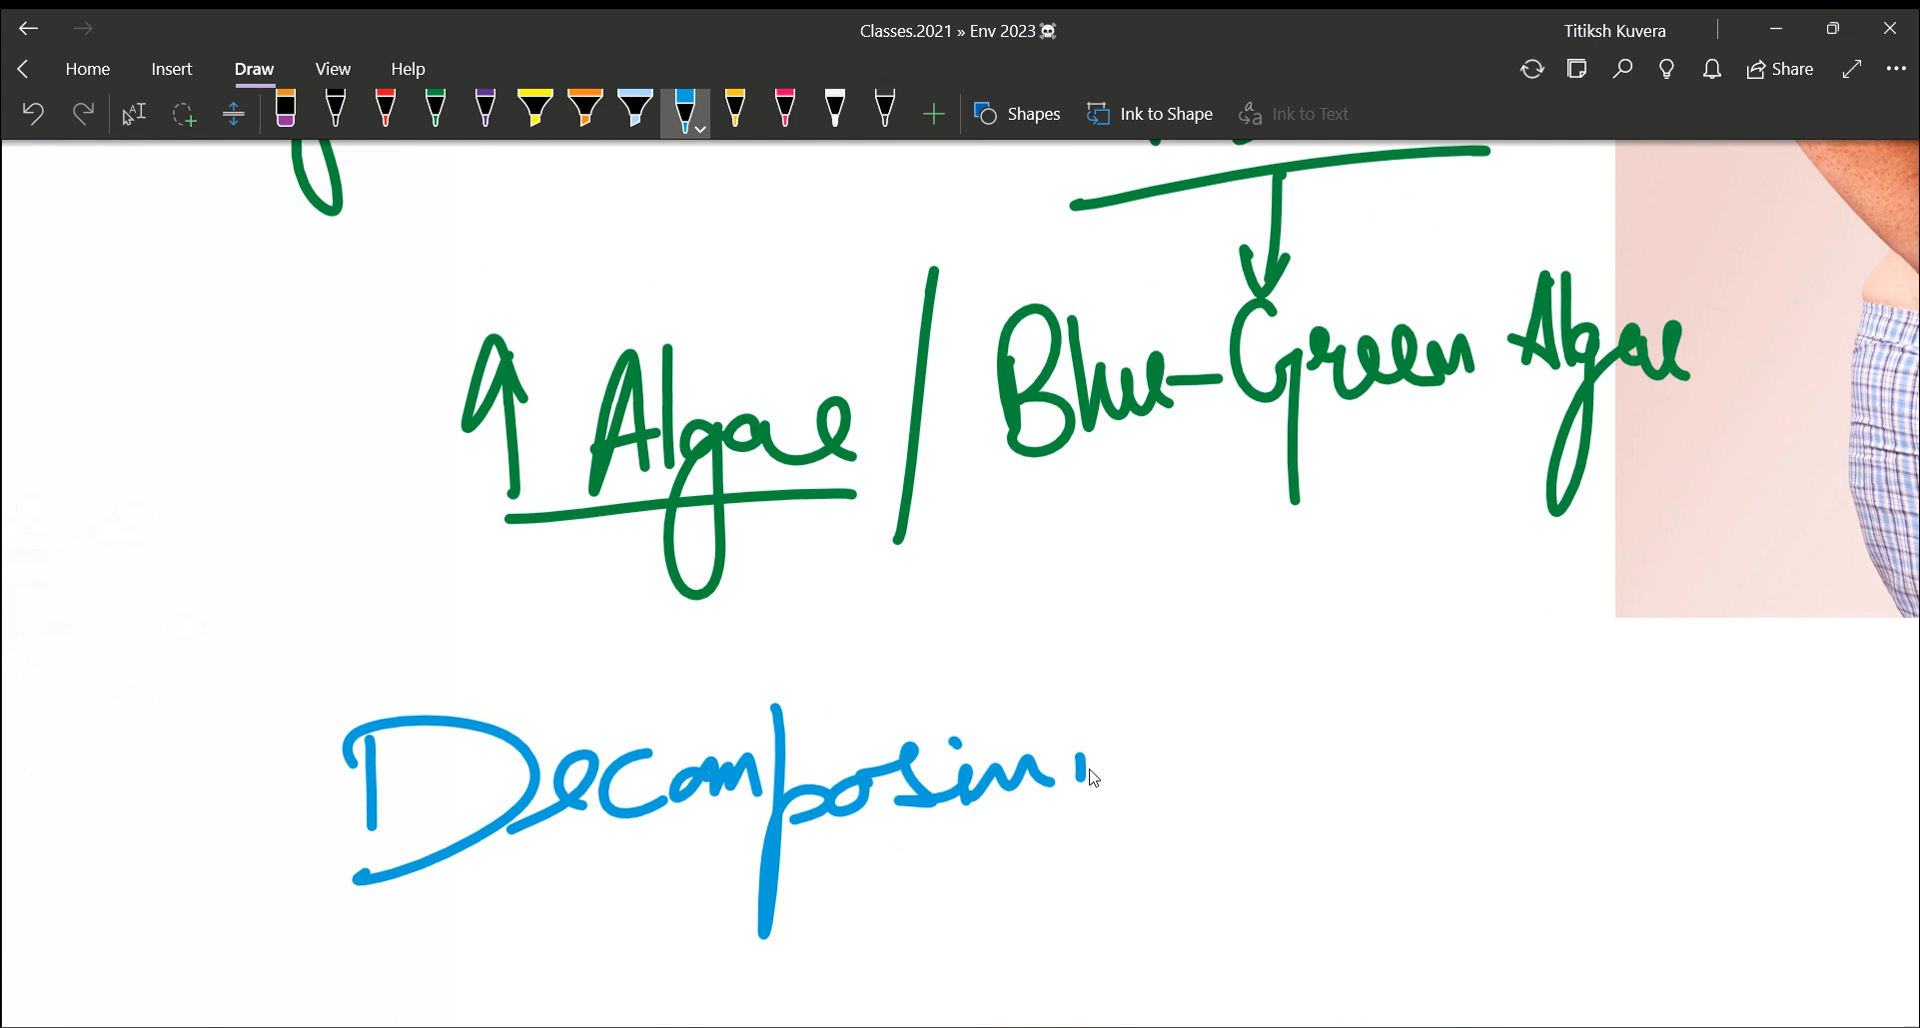 Classes.2021 » Env 2023☠ Titiksh Kuvera
Home Insert Draw View Help Share
Shapes Ink to Shape Ink to Text
↑ Algae / Blue-Green Algae
Decomposin